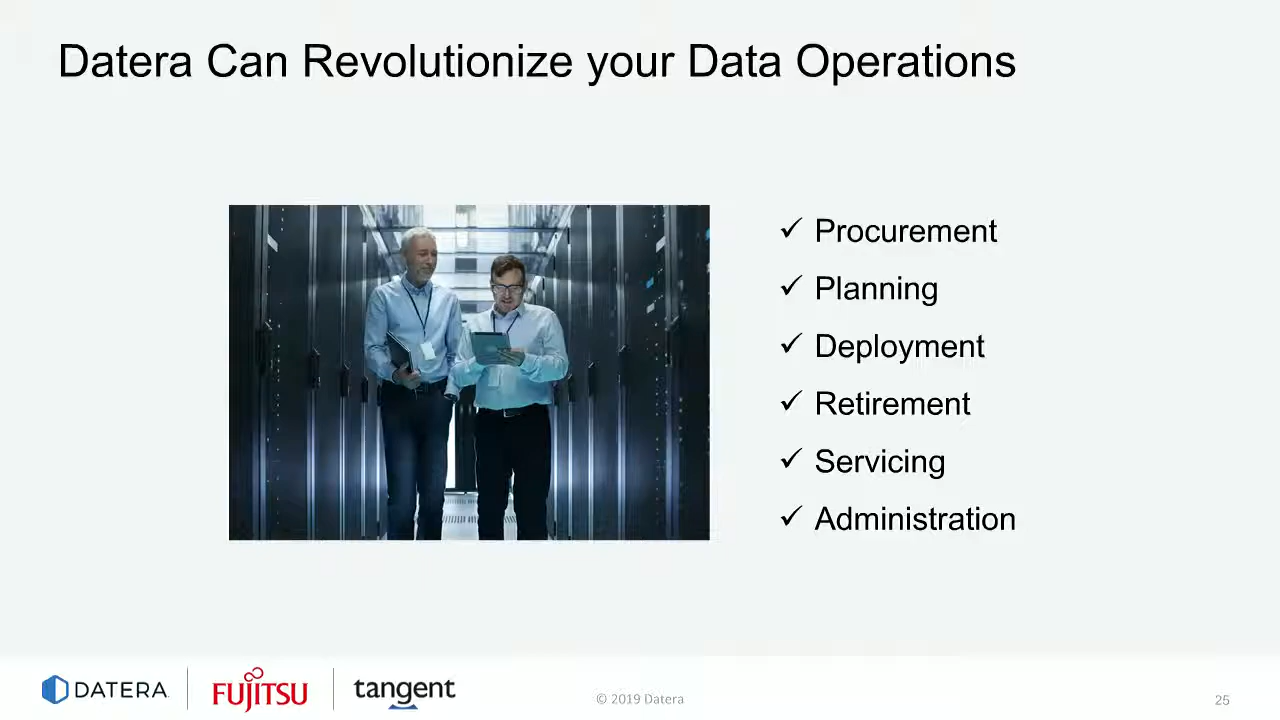 Datera Can Revolutionize your Data Operations
✓ Procurement
✓ Planning
✓ Deployment
✓ Retirement
✓ Servicing
✓ Administration
DATERA
FUJITSU
tangent
© 2019 Datera
25